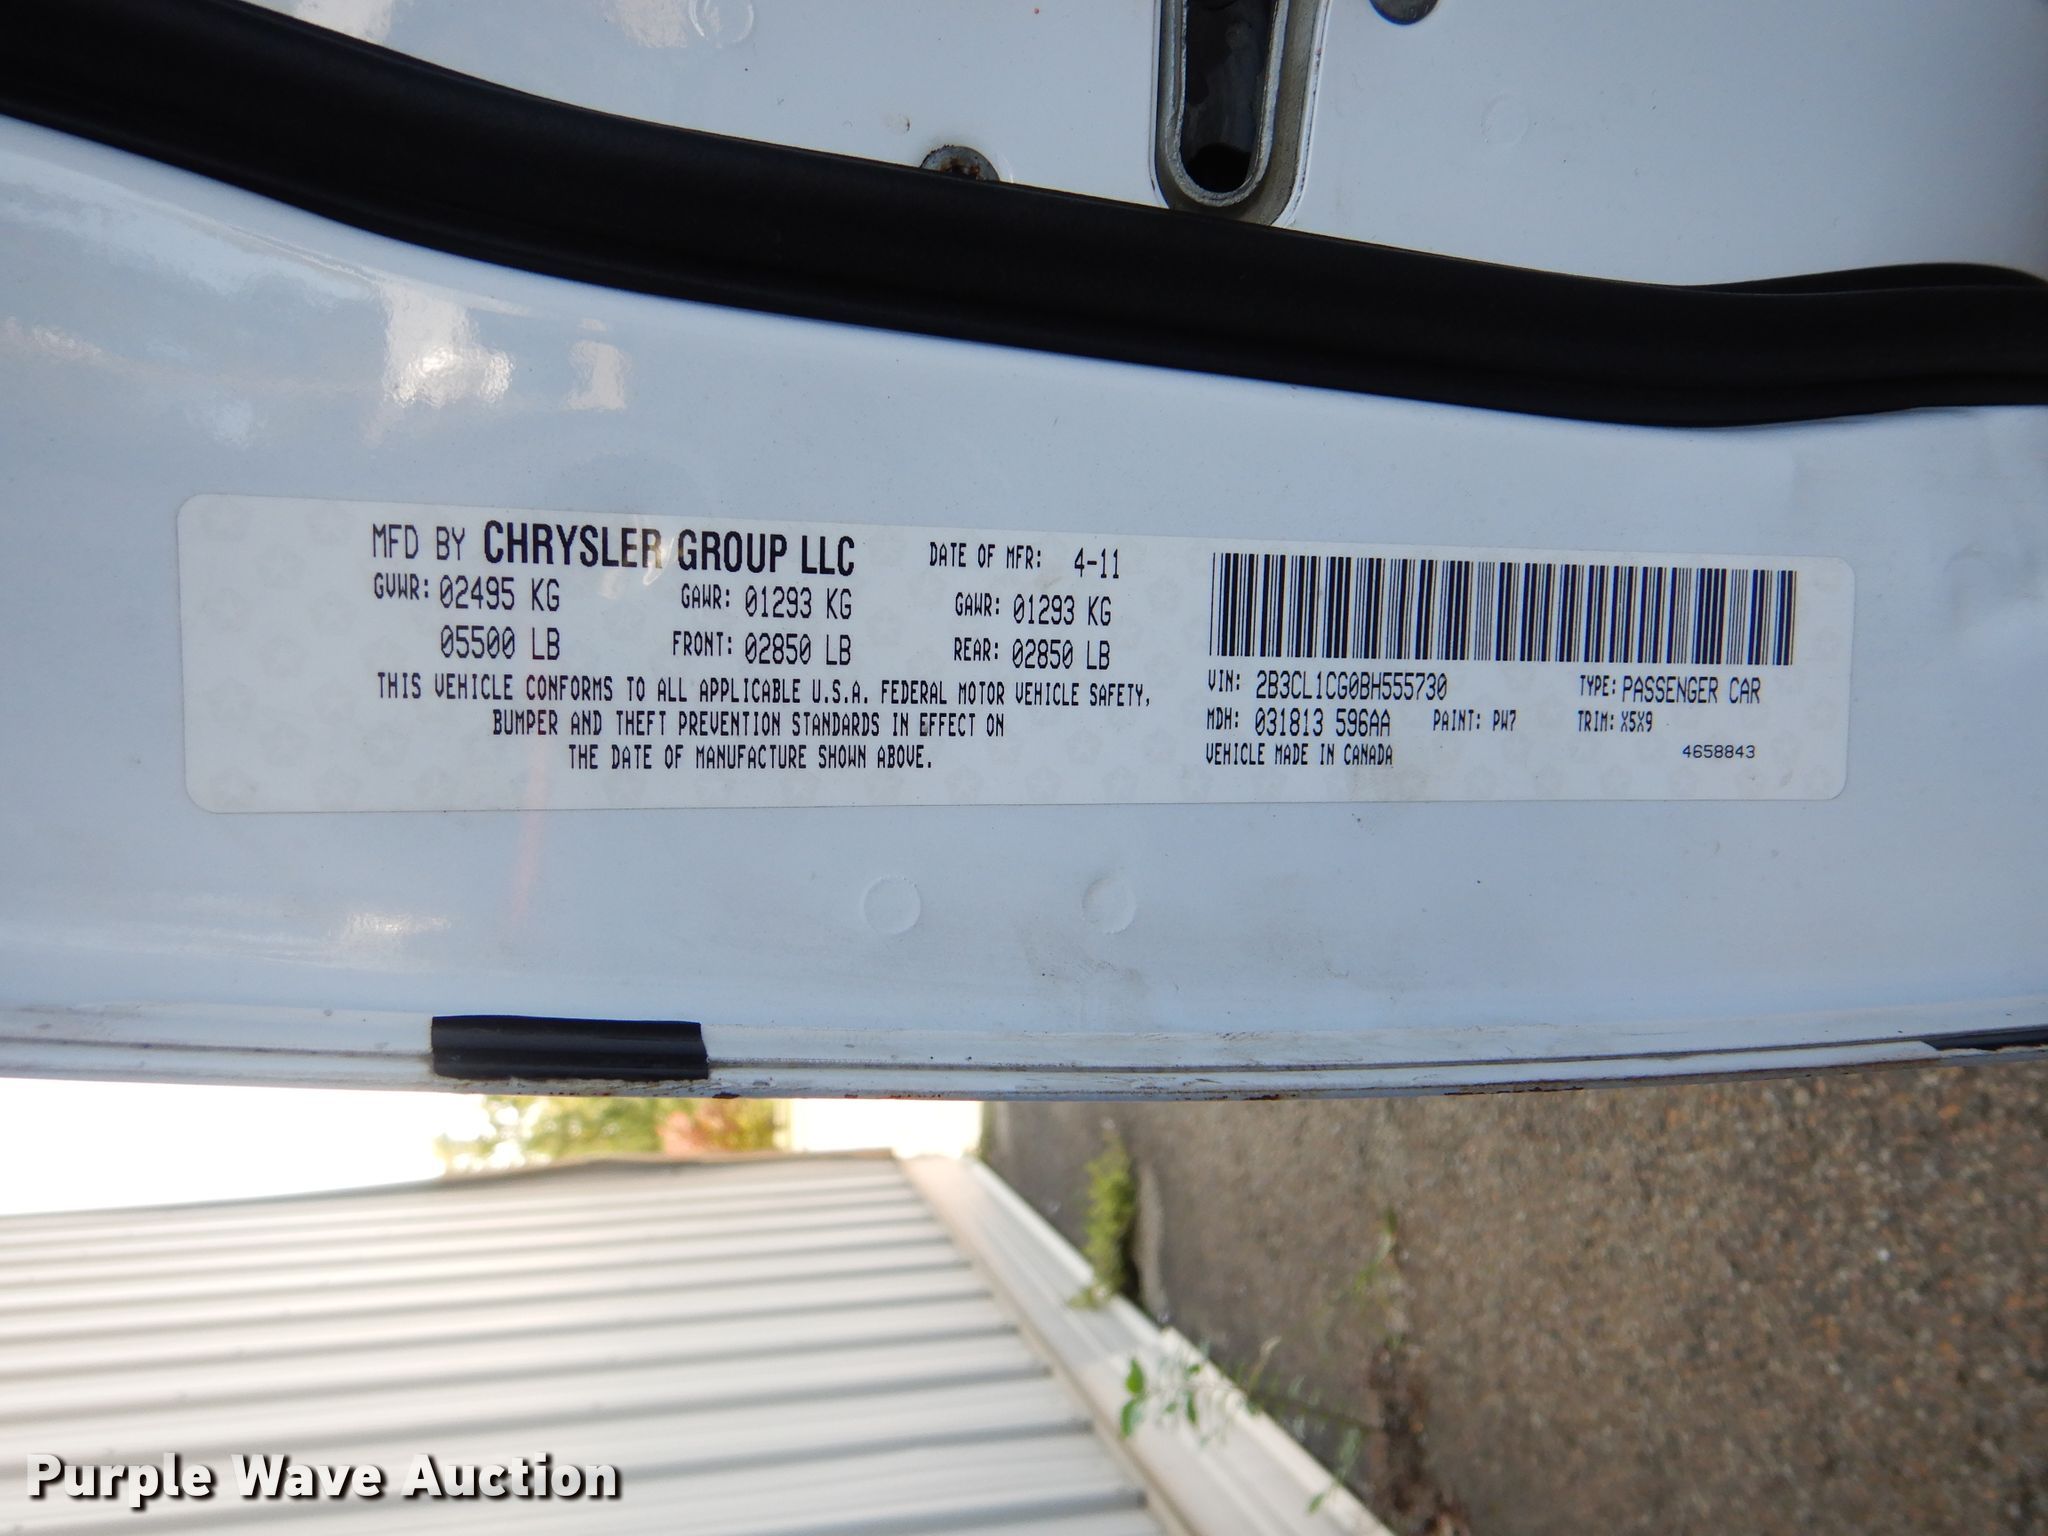 MFD BY CHRYSLER GROUP LLC DATE OF MFR: 4-11
GVWR: 02495 KG GAWR: 01293 KG GAWR: 01293 KG
05500 LB FRONT: 02850 LB REAR: 02850 LB
THIS VEHICLE CONFORMS TO ALL APPLICABLE U.S.A. FEDERAL MOTOR VEHICLE SAFETY,
BUMPER AND THEFT PREVENTION STANDARDS IN EFFECT ON
THE DATE OF MANUFACTURE SHOWN ABOVE.
VIN: 2B3CL1CG0BH555730 TYPE: PASSENGER CAR
MDH: 031813 596AA PAINT: PW7 TRIM: X5X9
VEHICLE MADE IN CANADA 4658843
Purple Wave Auction